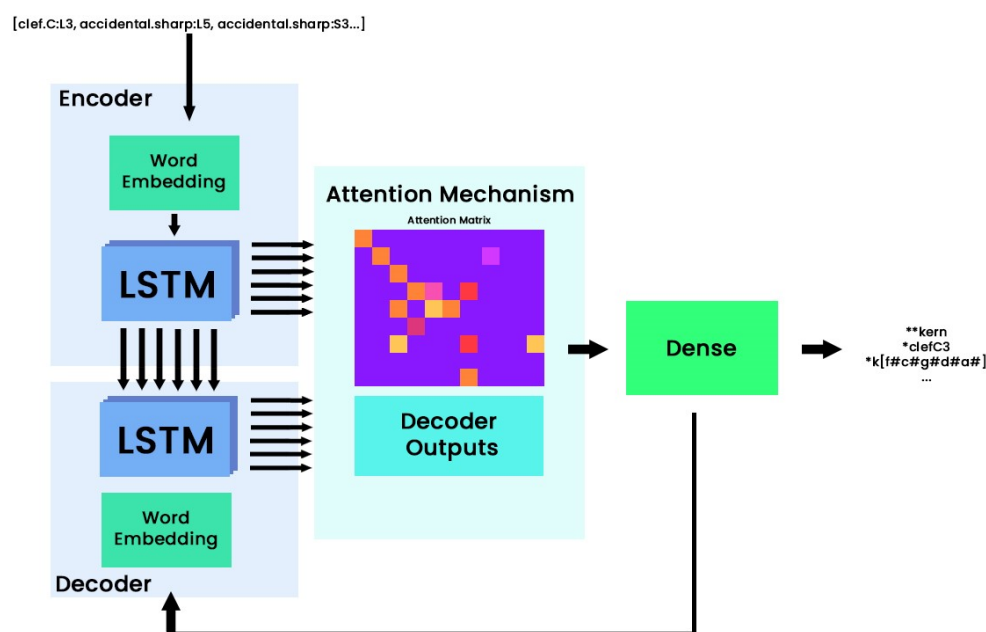 [clef.C:L3, accidental.sharp:L5, accidental.sharp:S3...]
Encoder
Word
Embedding
LSTM
LSTM
Word
Embedding
Decoder
Attention Mechanism
Attention Matrix
Decoder
Outputs
Dense
**kern
*clefC3
*k[f#c#g#d#a#]
...